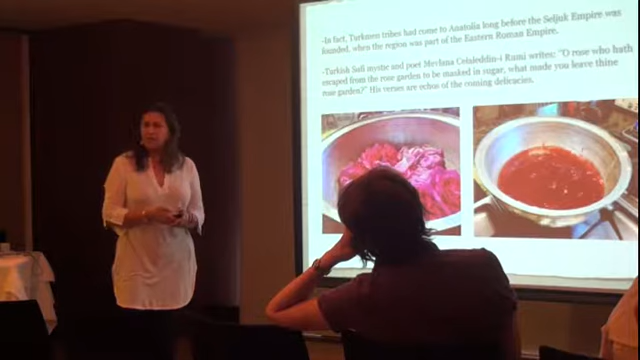 -In fact, Turkmen tribes had come to Anatolia long before the Seljuk Empire was
founded, when the region was part of the Eastern Roman Empire.
-Turkish Sufi mystic and poet Mevlana Celaleddin-i Rumi writes: "O rose who hath
escaped from the rose garden to be masked in sugar, what made you leave thine
rose garden?" His verses are echos of the coming delicacies.